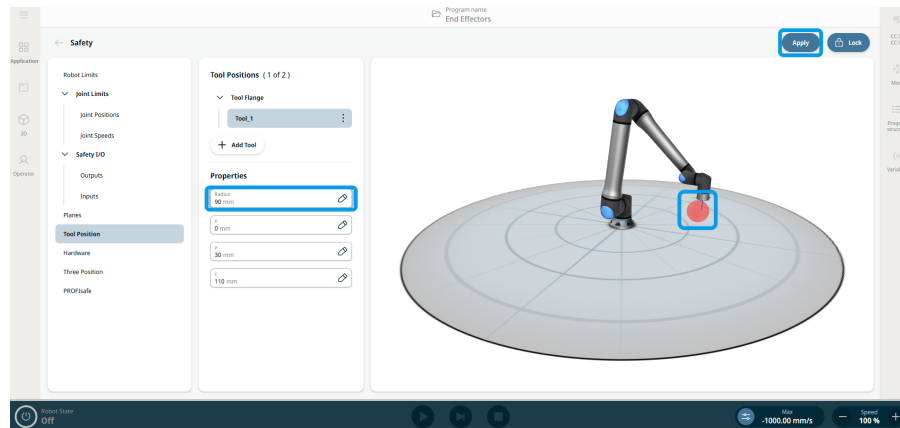 Program name
End Effectors
Safety
Apply
Lock
Application
3D
Operator
Robot Limits
Joint Limits
Joint Positions
Joint Speeds
Safety I/O
Outputs
Inputs
Planes
Tool Position
Hardware
Three Position
PROFIsafe
Tool Positions ( 1 of 2 )
Tool Flange
Tool_1
+ Add Tool
Properties
Radius
90 mm
X
0 mm
Y
30 mm
Z
110 mm
Robot State
Off
Max
-1000.00 mm/s
Speed
100 %